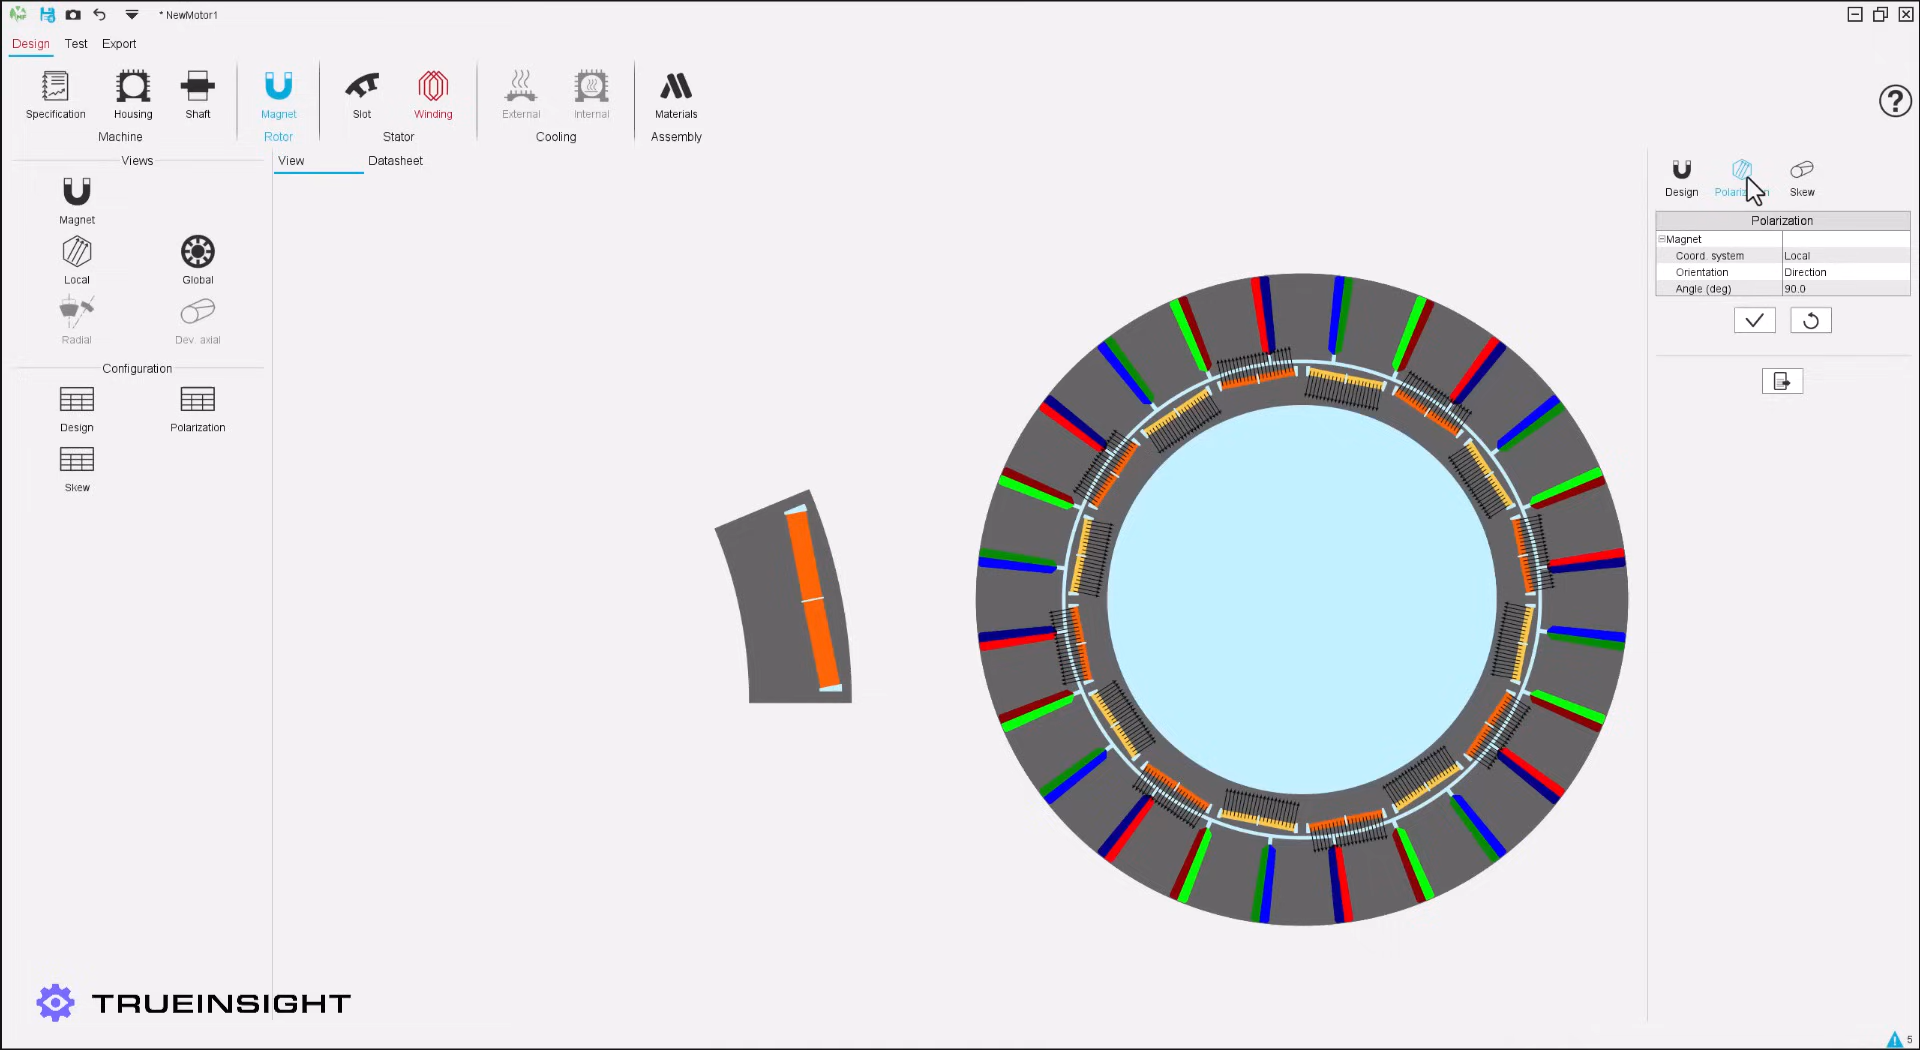 * NewMotor1
Design Test Export
Specification Housing Shaft Magnet Slot Winding External Internal Materials
Machine Rotor Stator Cooling Assembly
Views
Magnet
Local Global
Radial Dev. axial
Configuration
Design Polarization
Skew
View Datasheet
Design Skew
Polarization
Magnet
Coord. system Local
Orientation Direction
Angle (deg) 90.0
TRUEINSIGHT
5